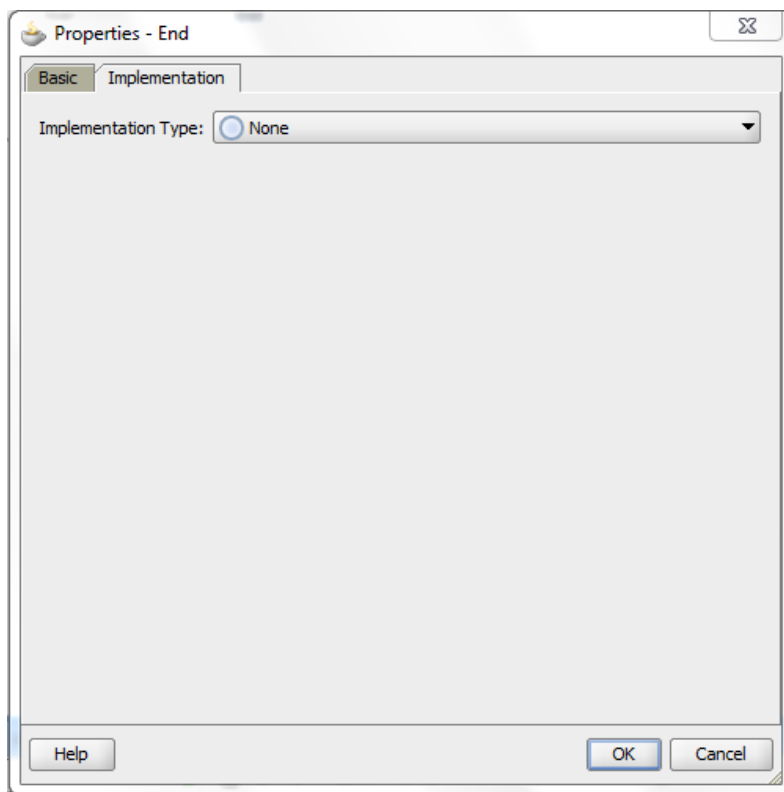 Properties - End
Basic Implementation
Implementation Type: None
Help OK Cancel